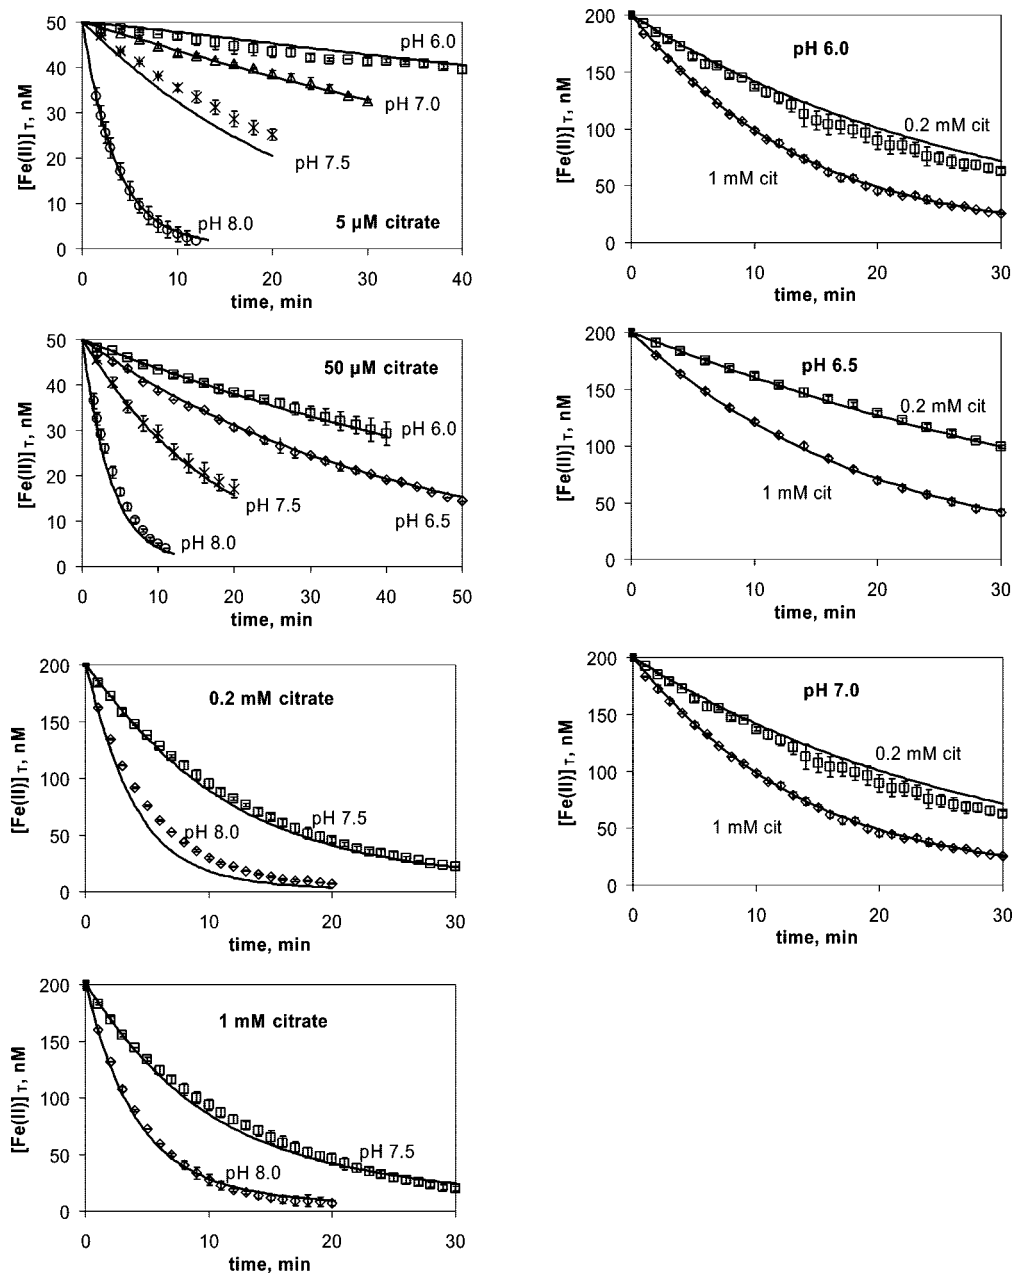 50
40
30
20
10
0
[Fe(II)] T, nM
pH 6.0
pH 7.0
pH 7.5
pH 8.0
5 µM citrate
0 10 20 30 40
time, min
200
150
100
50
0
[Fe(II)] T, nM
pH 6.0
0.2 mM cit
1 mM cit
0 10 20 30
time, min
50
40
30
20
10
0
[Fe(II)] T, nM
50 µM citrate
pH 6.0
pH 7.5
pH 6.5
pH 8.0
0 10 20 30 40 50
time, min
200
150
100
50
0
[Fe(II)] T, nM
pH 6.5
0.2 mM cit
1 mM cit
0 10 20 30
time, min
200
150
100
50
0
[Fe(II)] T, nM
0.2 mM citrate
pH 8.0
pH 7.5
0 10 20 30
time, min
200
150
100
50
0
[Fe(II)] T, nM
pH 7.0
0.2 mM cit
1 mM cit
0 10 20 30
time, min
200
150
100
50
0
[Fe(II)] T, nM
1 mM citrate
pH 7.5
pH 8.0
0 10 20 30
time, min